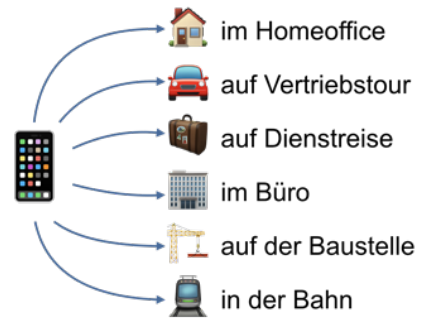 im Homeoffice
auf Vertriebstour
auf Dienstreise
im Büro
auf der Baustelle
in der Bahn